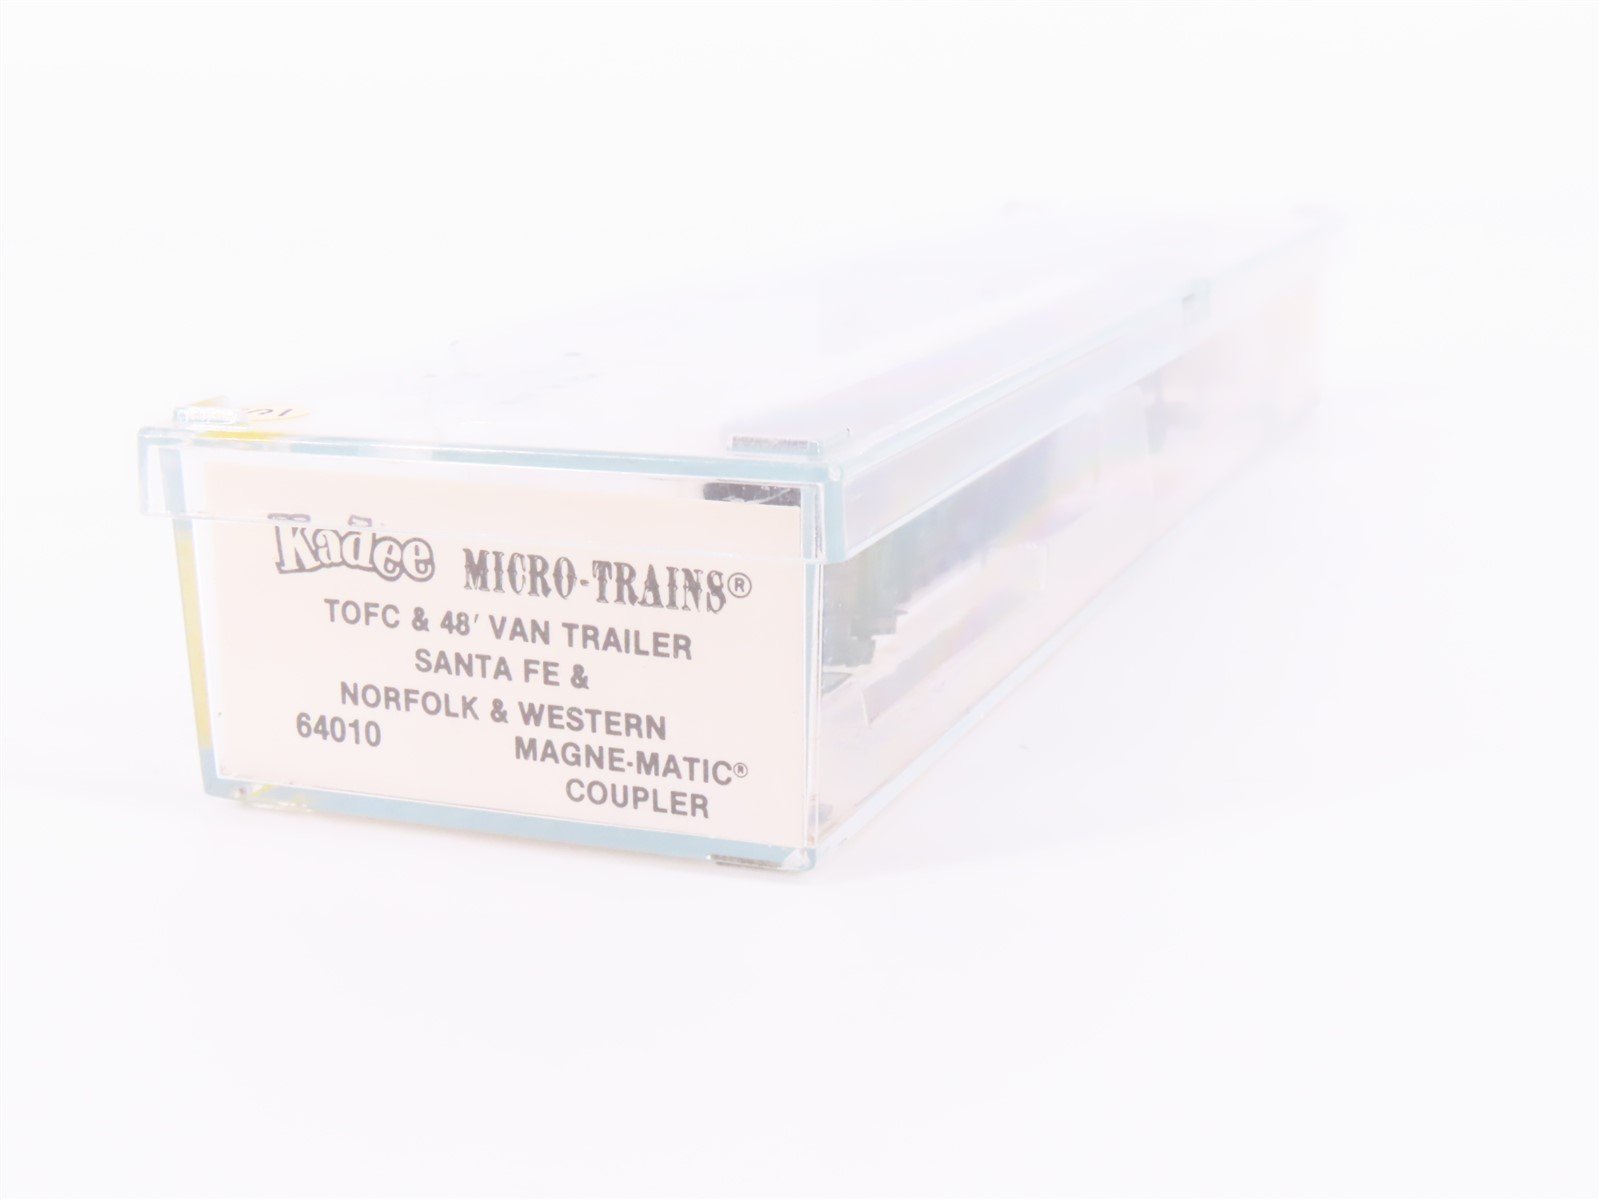 Kadee MICRO-TRAINS®
TOFC & 48' VAN TRAILER
SANTA FE &
NORFOLK & WESTERN
64010 MAGNE-MATIC®
COUPLER